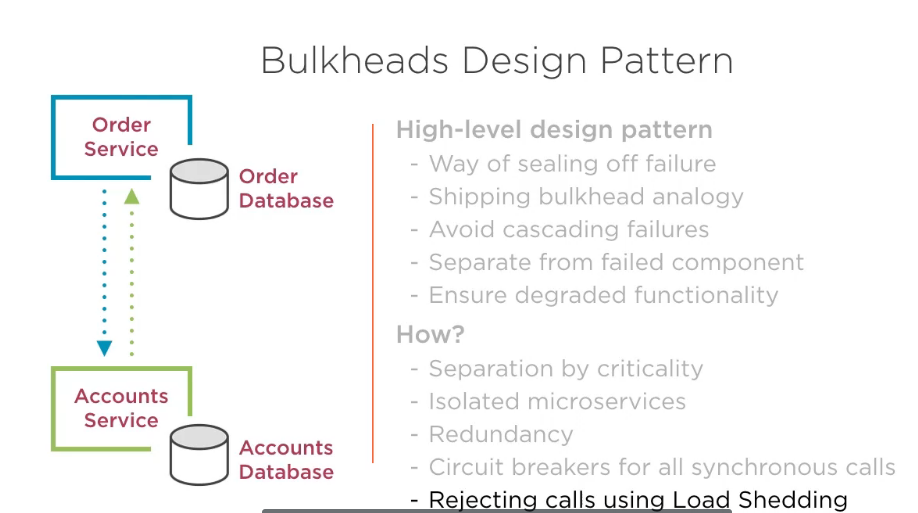 Bulkheads Design Pattern
Order
Service
Order
Database
Accounts
Service
Accounts
Database
High-level design pattern
- Way of sealing off failure
- Shipping bulkhead analogy
- Avoid cascading failures
- Separate from failed component
- Ensure degraded functionality
How?
- Separation by criticality
- Isolated microservices
- Redundancy
- Circuit breakers for all synchronous calls
- Rejecting calls using Load Shedding